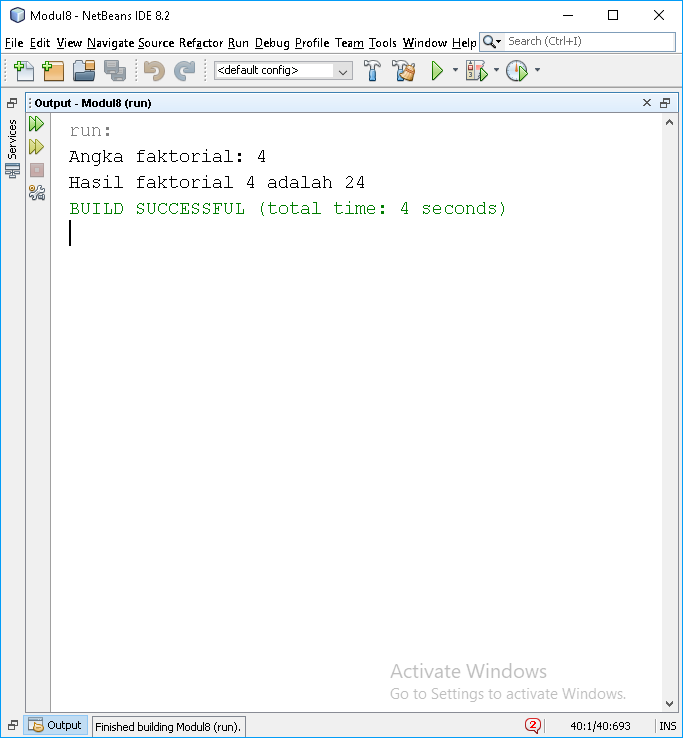 Modul8 - NetBeans IDE 8.2
File Edit View Navigate Source Refactor Run Debug Profile Team Tools Window Help Search (Ctrl+I)
<default config>
Services
Output - Modul8 (run)
run:
Angka faktorial: 4
Hasil faktorial 4 adalah 24
BUILD SUCCESSFUL (total time: 4 seconds)
Activate Windows
Go to Settings to activate Windows.
Output Finished building Modul8 (run). 2 40:1/40:693 INS